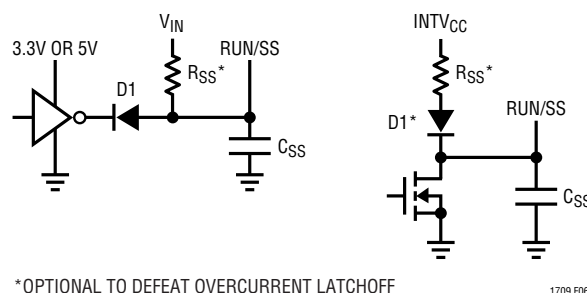 V_IN
3.3V OR 5V
RUN/SS
D1
R_SS*
C_SS
INTV_CC
R_SS*
D1*
RUN/SS
C_SS
*OPTIONAL TO DEFEAT OVERCURRENT LATCHOFF
1709 F06